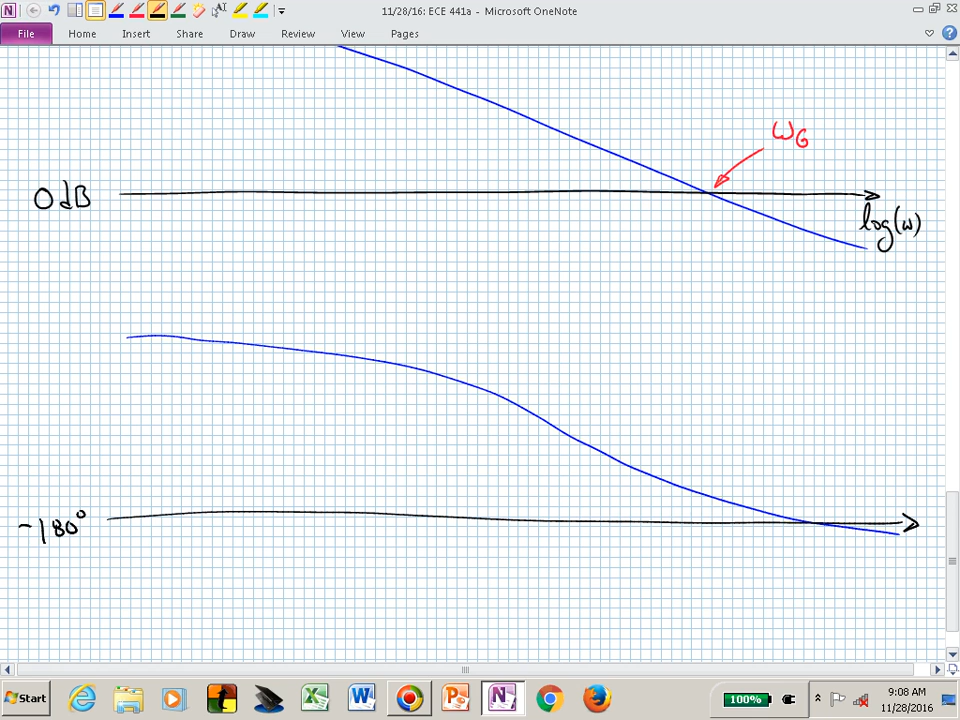 11/28/16: ECE 441a - Microsoft OneNote
File Home Insert Share Draw Review View Pages
ωG
0dB
log(ω)
-180°
Start
100%
9:08 AM
11/28/2016